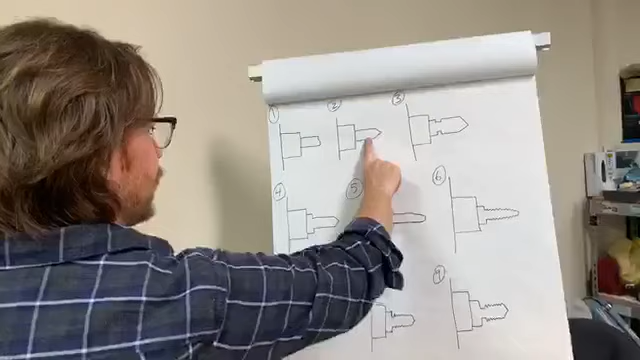 ① ② ③
④ ⑤ ⑥
⑨